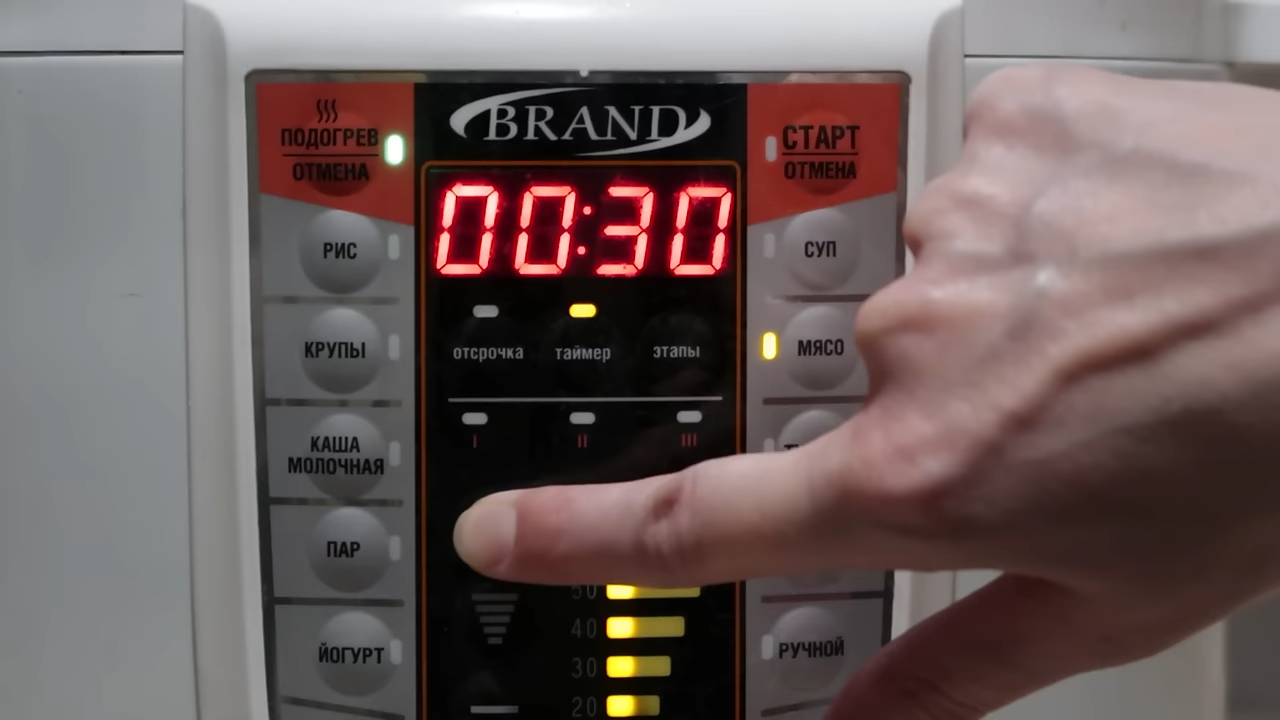 BRAND
ПОДОГРЕВ
ОТМЕНА
СТАРТ
ОТМЕНА
00:30
РИС
СУП
КРУПЫ
отсрочка
таймер
этапы
МЯСО
КАША
МОЛОЧНАЯ
I
II
III
ПАР
50
40
30
20
ЙОГУРТ
РУЧНОЙ